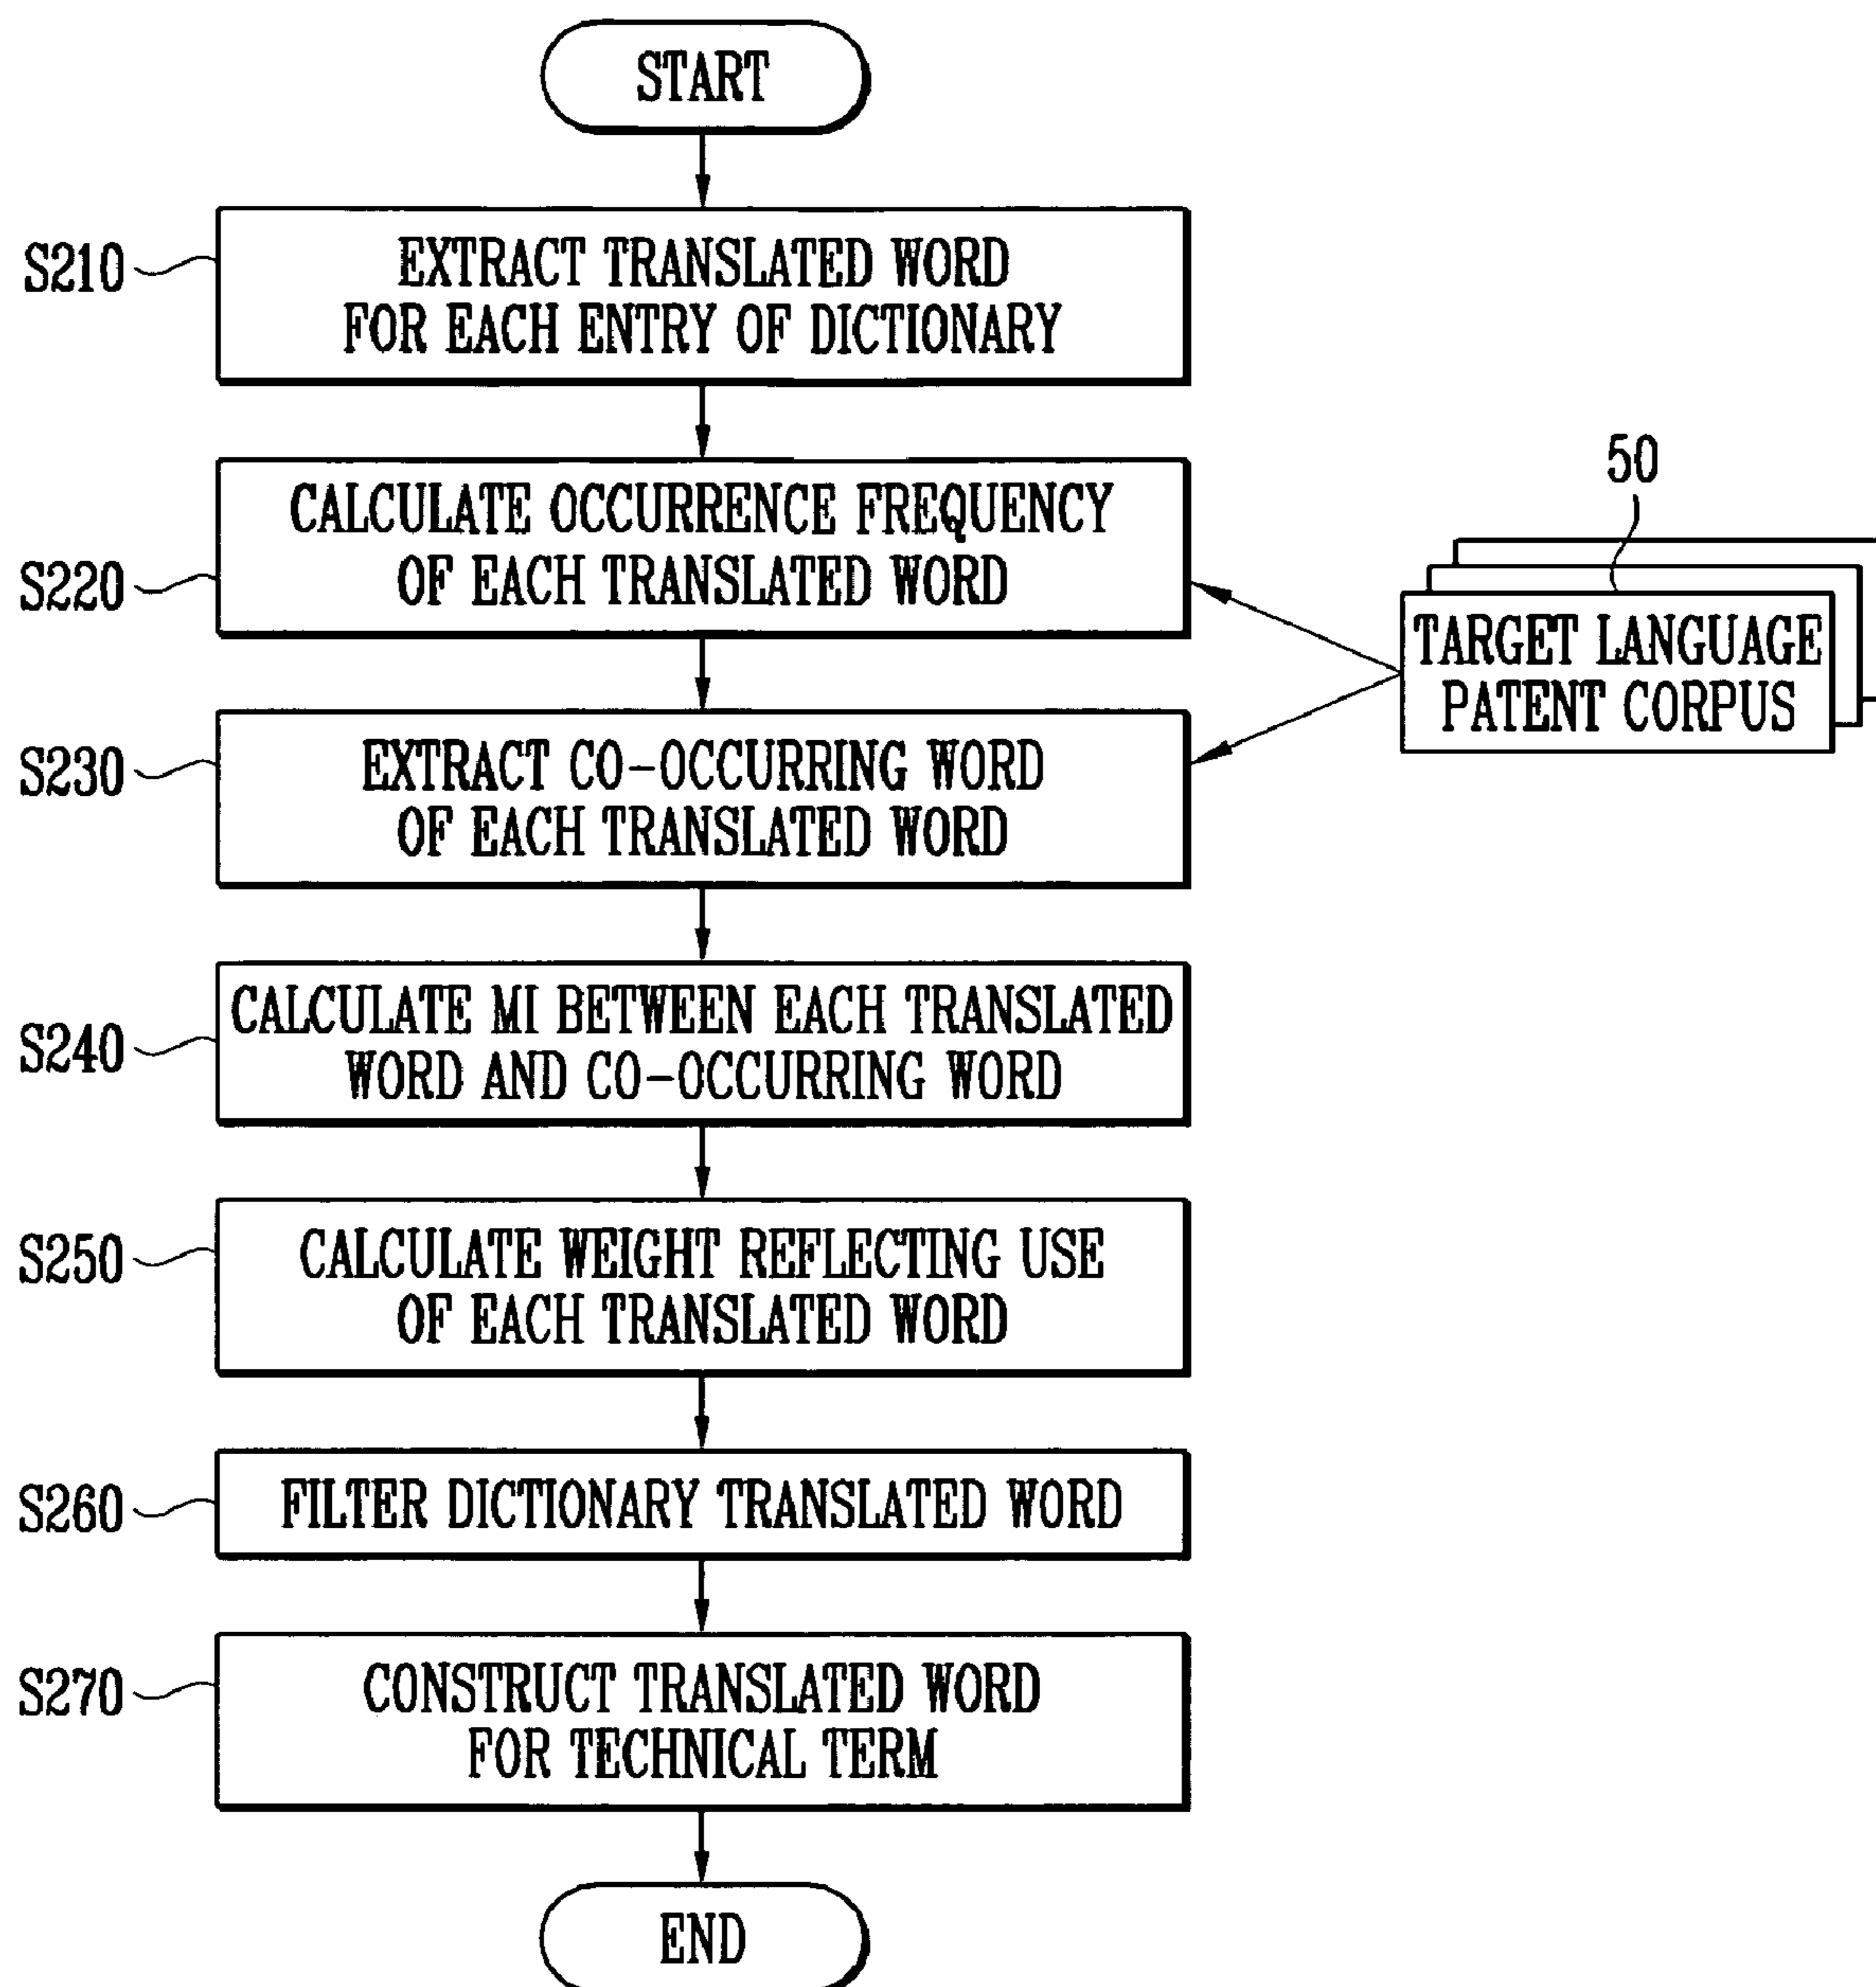 START
S210
EXTRACT TRANSLATED WORD
FOR EACH ENTRY OF DICTIONARY
S220
CALCULATE OCCURRENCE FREQUENCY
OF EACH TRANSLATED WORD
50
TARGET LANGUAGE
PATENT CORPUS
S230
EXTRACT CO-OCCURRING WORD
OF EACH TRANSLATED WORD
S240
CALCULATE MI BETWEEN EACH TRANSLATED
WORD AND CO-OCCURRING WORD
S250
CALCULATE WEIGHT REFLECTING USE
OF EACH TRANSLATED WORD
S260
FILTER DICTIONARY TRANSLATED WORD
S270
CONSTRUCT TRANSLATED WORD
FOR TECHNICAL TERM
END